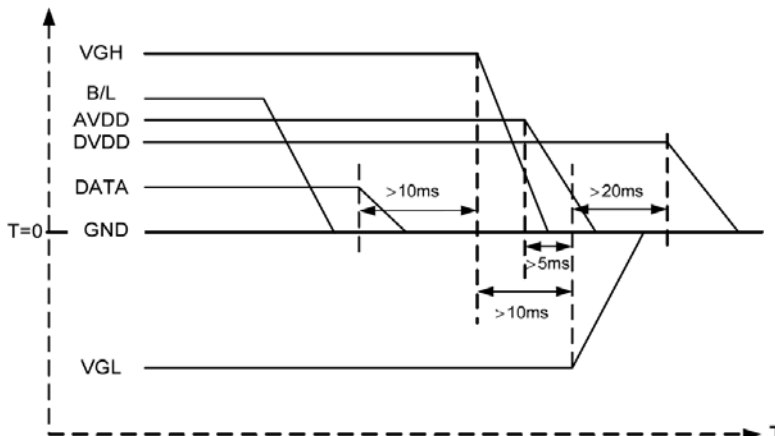 VGH
B/L
AVDD
DVDD
DATA
>10ms
>20ms
T=0
GND
>5ms
>10ms
VGL
T